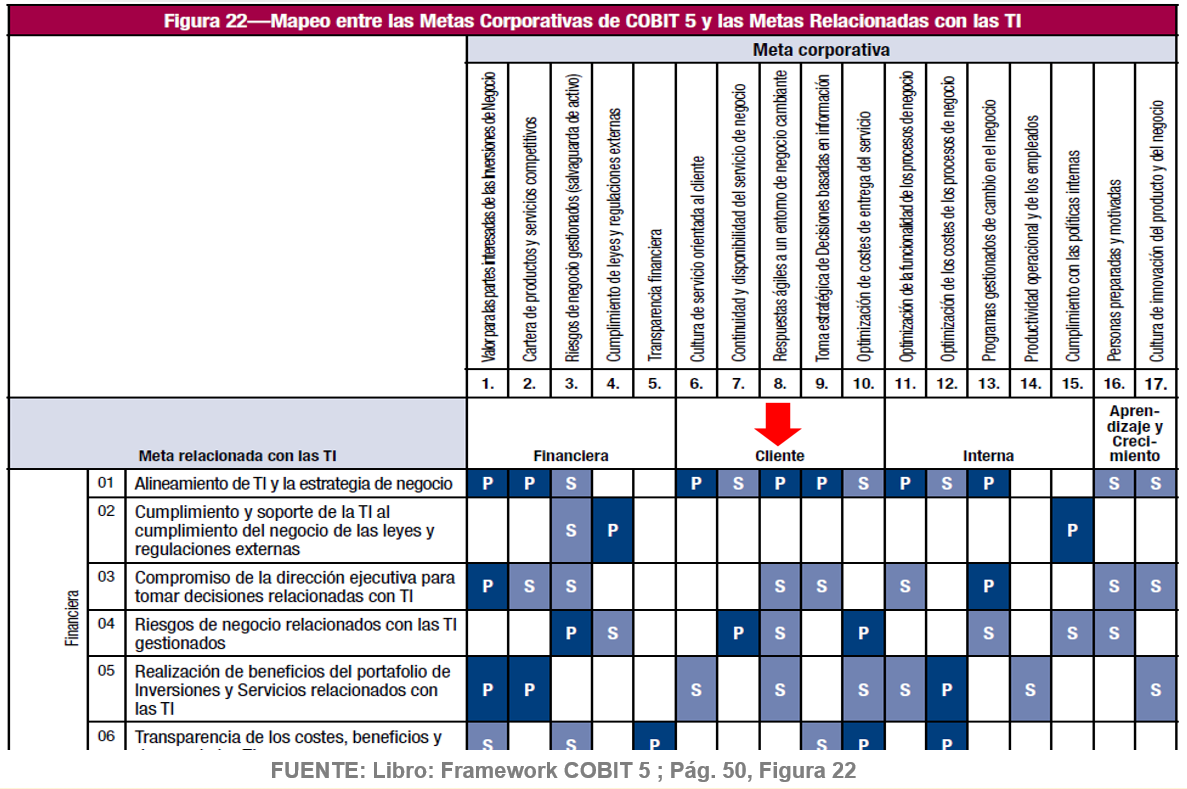 Figura 22—Mapeo entre las Metas Corporativas de COBIT 5 y las Metas Relacionadas con las TI
Meta corporativa
Valor para las partes interesadas de las Inversiones de Negocio
Cartera de productos y servicios competitivos
Riesgos de negocio gestionados (salvaguarda de activo)
Cumplimiento de leyes y regulaciones externas
Transparencia financiera
Cultura de servicio orientada al cliente
Continuidad y disponibilidad del servicio de negocio
Respuestas ágiles a un entorno de negocio cambiante
Toma estratégica de Decisiones basadas en información
Optimización de costes de entrega del servicio
Optimización de la funcionalidad de los procesos de negocio
Optimización de los costes de los procesos de negocio
Programas gestionados de cambio en el negocio
Productividad operacional y de los empleados
Cumplimiento con las políticas internas
Personas preparadas y motivadas
Cultura de innovación del producto y del negocio
1. 2. 3. 4. 5. 6. 7. 8. 9. 10. 11. 12. 13. 14. 15. 16. 17.
Meta relacionada con las TI
Financiera
Cliente
Interna
Apren-
dizaje y
Creci-
miento
Financiera
01 Alineamiento de TI y la estrategia de negocio P P S P S P P S P S P S S
02 Cumplimiento y soporte de la TI al
cumplimiento del negocio de las leyes y
regulaciones externas
S P P
03 Compromiso de la dirección ejecutiva para
tomar decisiones relacionadas con TI
P S S S S S P S S
04 Riesgos de negocio relacionados con las TI
gestionados
P S P S P S S S
05 Realización de beneficios del portafolio de
Inversiones y Servicios relacionados con
las TI
P P S S S S P S S
06 Transparencia de los costes, beneficios y
S S P S P P
FUENTE: Libro: Framework COBIT 5 ; Pág. 50, Figura 22